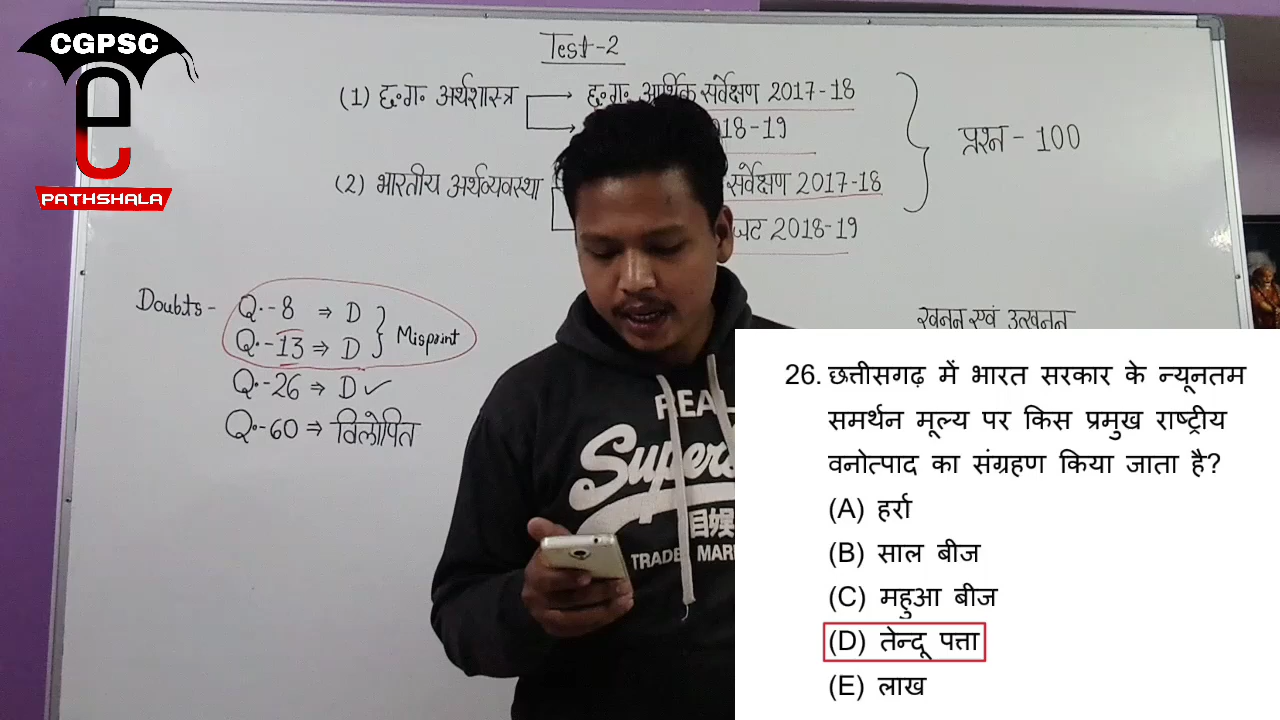 CGPSC
e
PATHSHALA
Test-2
(1) छ॰ग॰ अर्थशास्त्र
छ॰ग॰ आर्थिक सर्वेक्षण 2017-18
18-19
(2) भारतीय अर्थव्यवस्था
सर्वेक्षण 2017-18
2018-19
प्रश्न - 100
Doubts -
Q.-8 ⇒ D
Q.-13 ⇒ D
Misprint
Q.-26 ⇒ D ✓
Q.-60 ⇒ विलोपित
खनन एवं उत्खनन
REAL
Super
TRADE MAR
26. छत्तीसगढ़ में भारत सरकार के न्यूनतम
समर्थन मूल्य पर किस प्रमुख राष्ट्रीय
वनोत्पाद का संग्रहण किया जाता है?
(A) हर्रा
(B) साल बीज
(C) महुआ बीज
(D) तेन्दू पत्ता
(E) लाख